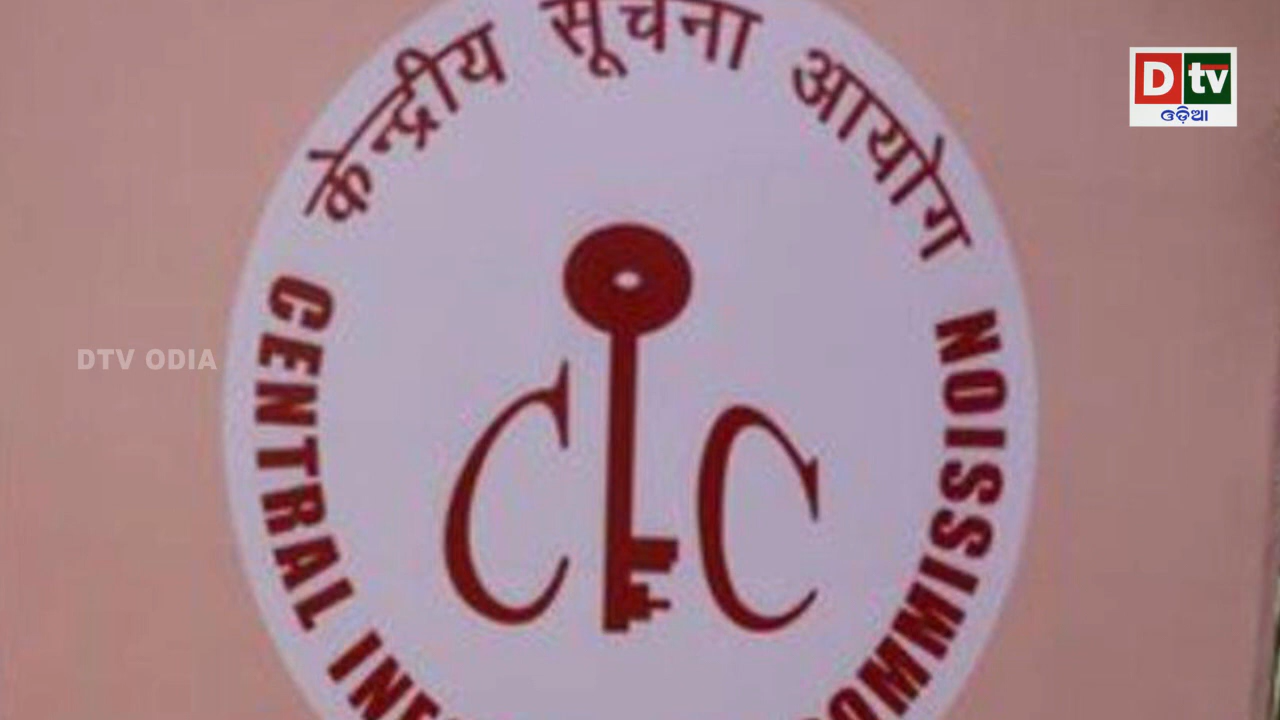 केन्द्रीय सूचना आयोग
CENTRAL COMMISSION
CIC
D tv
ଓଡ଼ିଆ
DTV ODIA